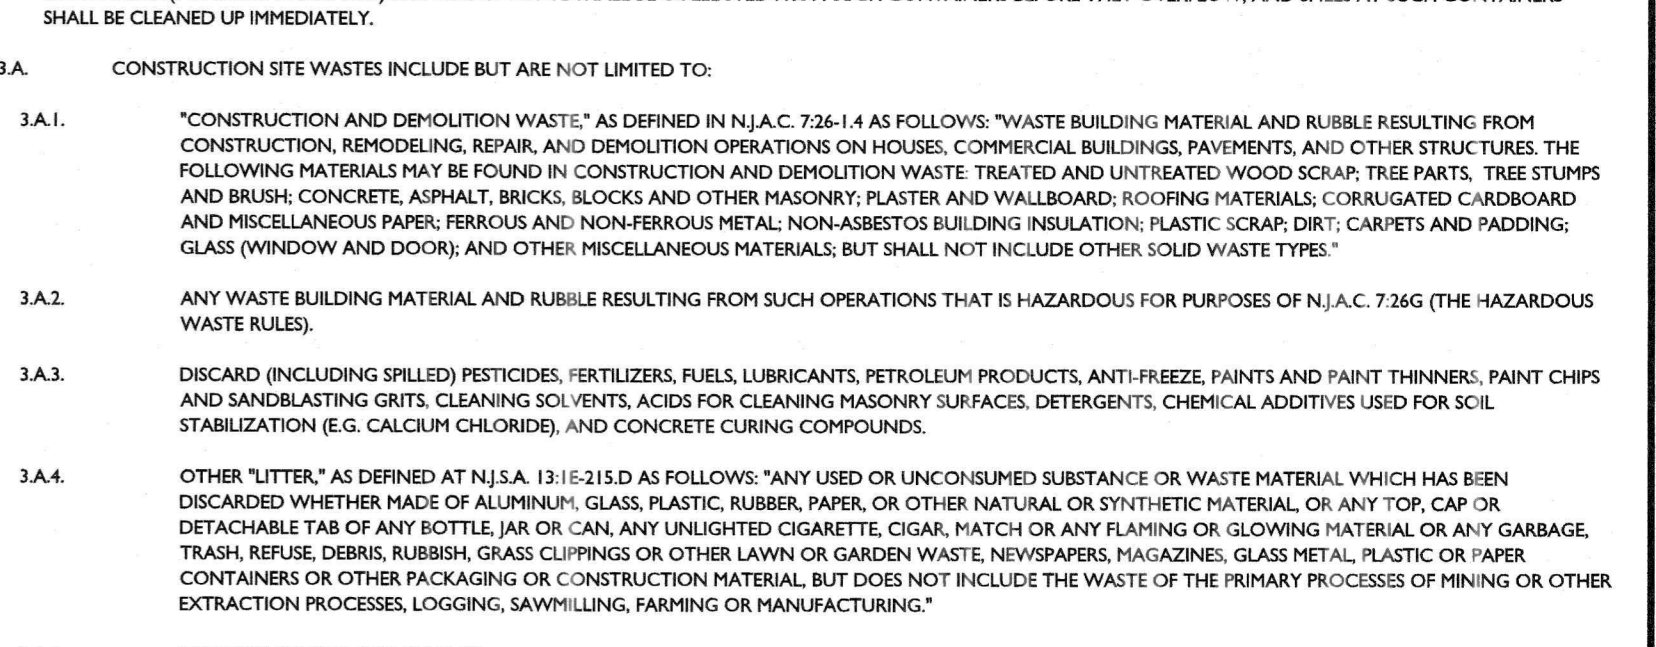 SHALL BE CLEANED UP IMMEDIATELY.
3.A. CONSTRUCTION SITE WASTES INCLUDE BUT ARE NOT LIMITED TO:
3.A.1. "CONSTRUCTION AND DEMOLITION WASTE," AS DEFINED IN N.J.A.C. 7:26-1.4 AS FOLLOWS: "WASTE BUILDING MATERIAL AND RUBBLE RESULTING FROM
CONSTRUCTION, REMODELING, REPAIR, AND DEMOLITION OPERATIONS ON HOUSES, COMMERCIAL BUILDINGS, PAVEMENTS, AND OTHER STRUCTURES. THE
FOLLOWING MATERIALS MAY BE FOUND IN CONSTRUCTION AND DEMOLITION WASTE: TREATED AND UNTREATED WOOD SCRAP; TREE PARTS, TREE STUMPS
AND BRUSH; CONCRETE, ASPHALT, BRICKS, BLOCKS AND OTHER MASONRY; PLASTER AND WALLBOARD; ROOFING MATERIALS; CORRUGATED CARDBOARD
AND MISCELLANEOUS PAPER; FERROUS AND NON-FERROUS METAL; NON-ASBESTOS BUILDING INSULATION; PLASTIC SCRAP; DIRT; CARPETS AND PADDING;
GLASS (WINDOW AND DOOR); AND OTHER MISCELLANEOUS MATERIALS; BUT SHALL NOT INCLUDE OTHER SOLID WASTE TYPES."
3.A.2. ANY WASTE BUILDING MATERIAL AND RUBBLE RESULTING FROM SUCH OPERATIONS THAT IS HAZARDOUS FOR PURPOSES OF N.J.A.C. 7:26G (THE HAZARDOUS
WASTE RULES).
3.A.3. DISCARD (INCLUDING SPILLED) PESTICIDES, FERTILIZERS, FUELS, LUBRICANTS, PETROLEUM PRODUCTS, ANTI-FREEZE, PAINTS AND PAINT THINNERS, PAINT CHIPS
AND SANDBLASTING GRITS, CLEANING SOLVENTS, ACIDS FOR CLEANING MASONRY SURFACES, DETERGENTS, CHEMICAL ADDITIVES USED FOR SOIL
STABILIZATION (E.G. CALCIUM CHLORIDE), AND CONCRETE CURING COMPOUNDS.
3.A.4. OTHER "LITTER," AS DEFINED AT N.J.S.A. 13:1E-215.D AS FOLLOWS: "ANY USED OR UNCONSUMED SUBSTANCE OR WASTE MATERIAL WHICH HAS BEEN
DISCARDED WHETHER MADE OF ALUMINUM, GLASS, PLASTIC, RUBBER, PAPER, OR OTHER NATURAL OR SYNTHETIC MATERIAL, OR ANY TOP, CAP OR
DETACHABLE TAB OF ANY BOTTLE, JAR OR CAN, ANY UNLIGHTED CIGARETTE, CIGAR, MATCH OR ANY FLAMING OR GLOWING MATERIAL OR ANY GARBAGE,
TRASH, REFUSE, DEBRIS, RUBBISH, GRASS CLIPPINGS OR OTHER LAWN OR GARDEN WASTE, NEWSPAPERS, MAGAZINES, GLASS METAL, PLASTIC OR PAPER
CONTAINERS OR OTHER PACKAGING OR CONSTRUCTION MATERIAL, BUT DOES NOT INCLUDE THE WASTE OF THE PRIMARY PROCESSES OF MINING OR OTHER
EXTRACTION PROCESSES, LOGGING, SAWMILLING, FARMING OR MANUFACTURING."